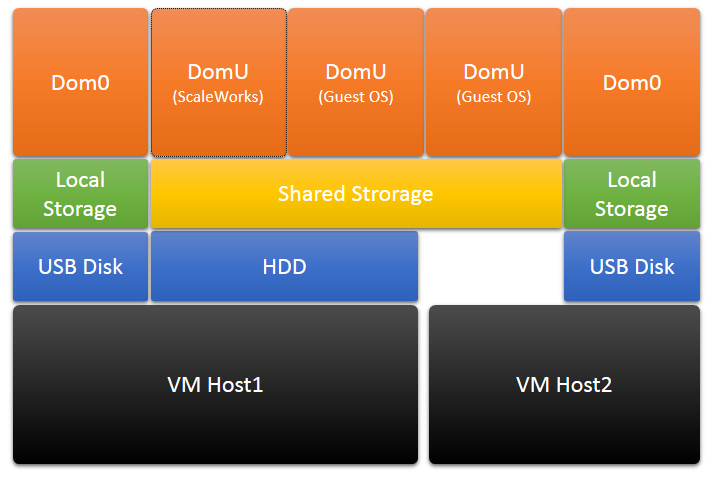 Dom0
DomU
(ScaleWorks)
DomU
(Guest OS)
DomU
(Guest OS)
Dom0
Local
Storage
Shared Strorage
Local
Storage
USB Disk
HDD
USB Disk
VM Host1
VM Host2